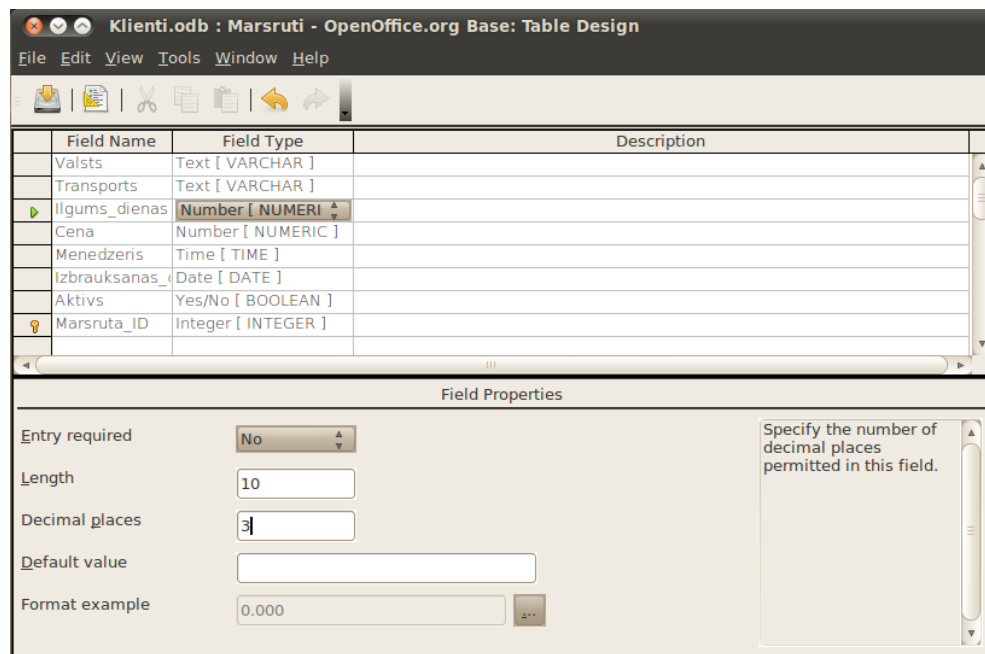 Klienti.odb : Marsruti - OpenOffice.org Base: Table Design
File Edit View Tools Window Help
Field Name Field Type Description
Valsts Text [ VARCHAR ]
Transports Text [ VARCHAR ]
Ilgums_dienas Number [ NUMERI
Cena Number [ NUMERIC ]
Menedzeris Time [ TIME ]
Izbrauksanas_ Date [ DATE ]
Aktivs Yes/No [ BOOLEAN ]
Marsruta_ID Integer [ INTEGER ]
Field Properties
Entry required No
Length 10
Decimal places 3
Default value
Format example 0.000 ...
Specify the number of
decimal places
permitted in this field.